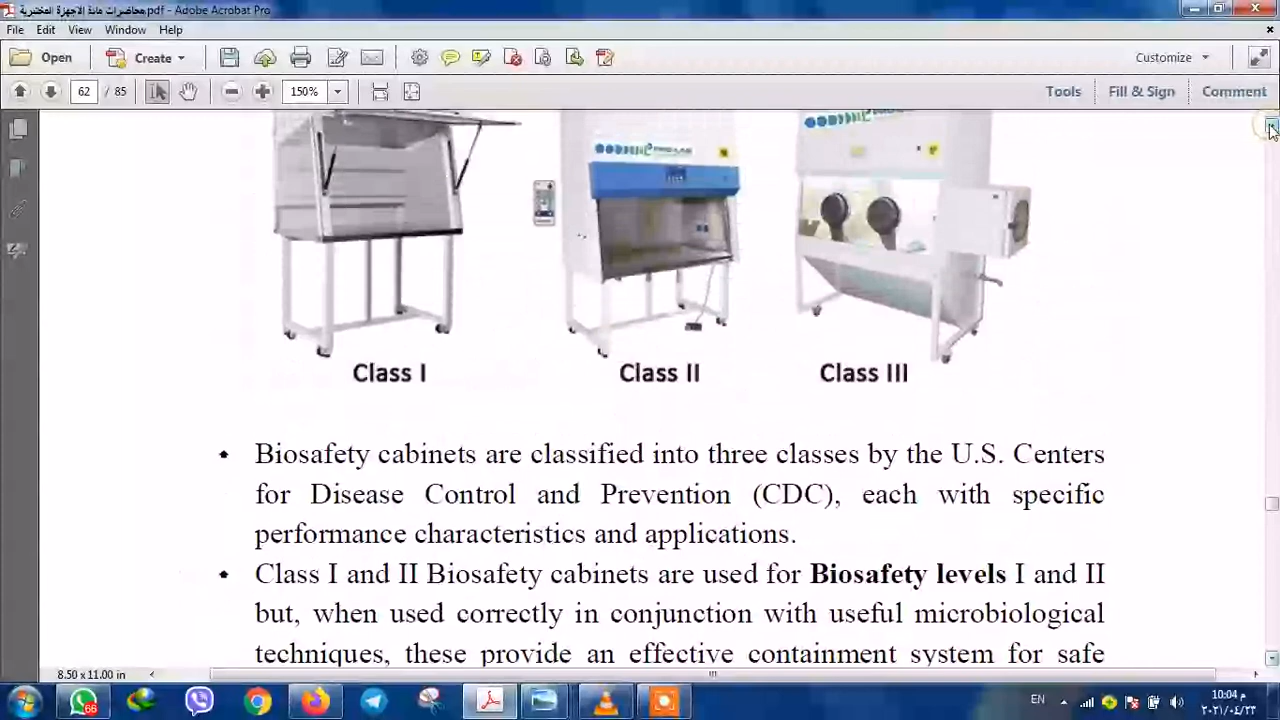 محاضرات مادة الاجهزة المختبرية.pdf - Adobe Acrobat Pro
File Edit View Window Help
Open Create Customize
62 / 85 150% Tools Fill & Sign Comment
Class I Class II Class III
Biosafety cabinets are classified into three classes by the U.S. Centers
for Disease Control and Prevention (CDC), each with specific
performance characteristics and applications.
Class I and II Biosafety cabinets are used for Biosafety levels I and II
but, when used correctly in conjunction with useful microbiological
techniques, these provide an effective containment system for safe
8.50 x 11.00 in
66
EN
10:04 م
٢٠٢١/٠٤/٢٣